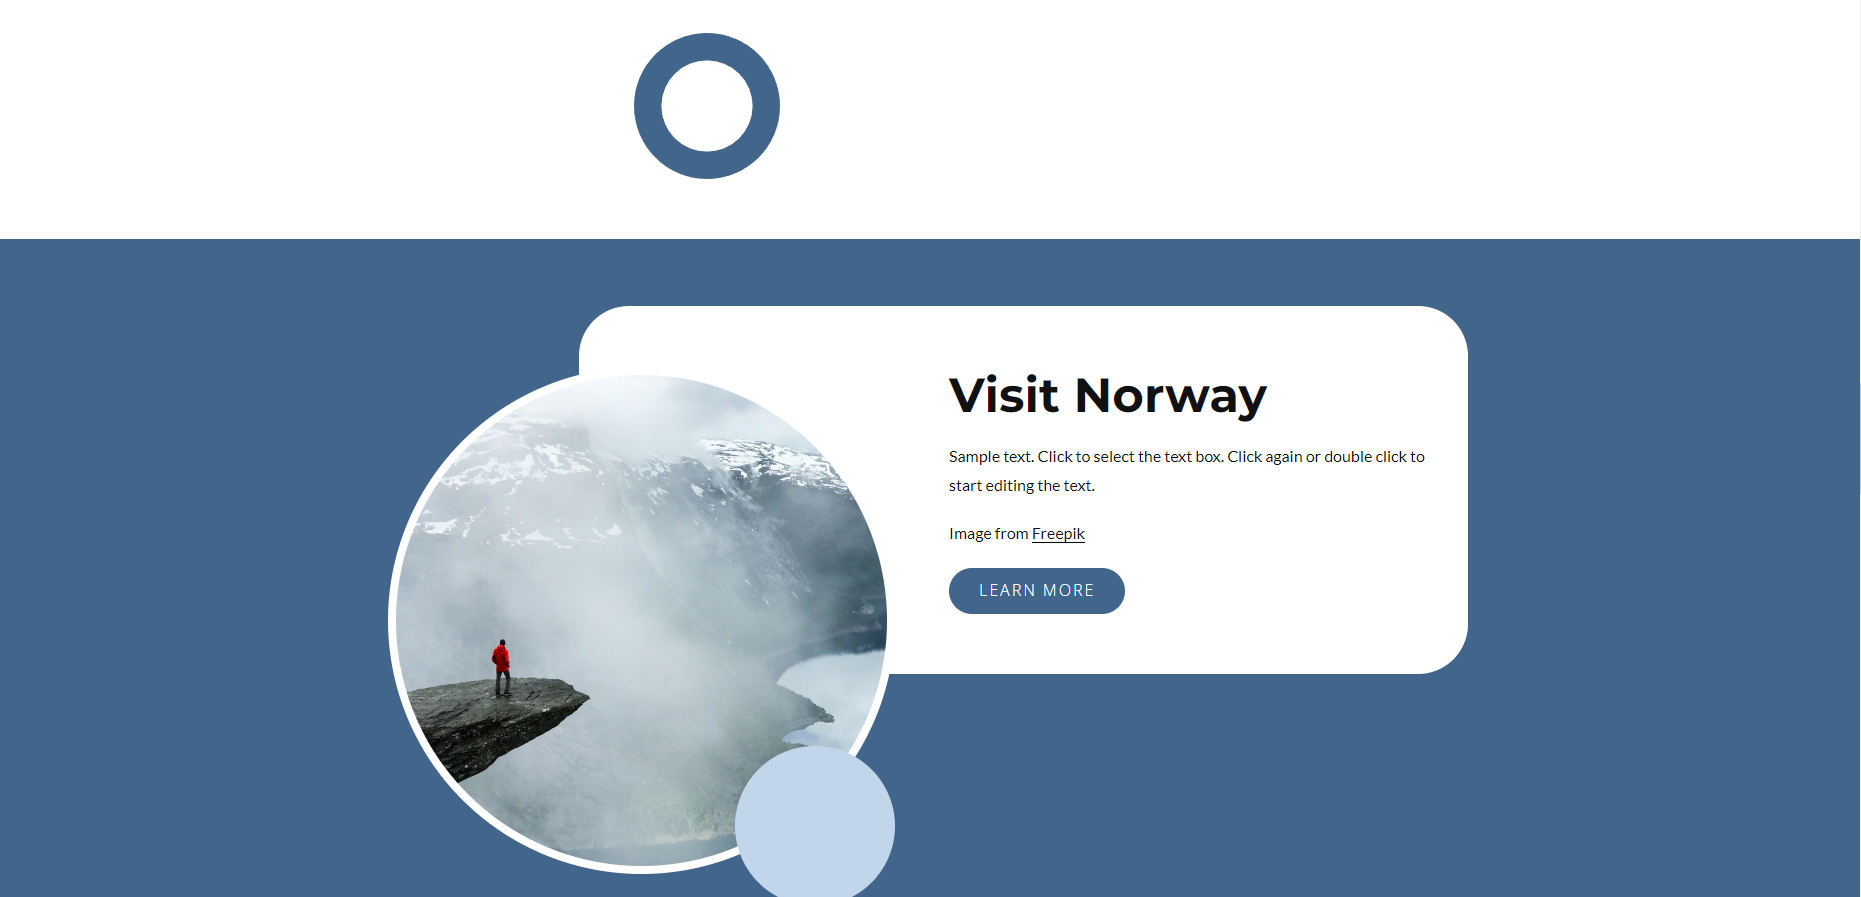 Visit Norway
Sample text. Click to select the text box. Click again or double click to
start editing the text.
Image from Freepik
LEARN MORE